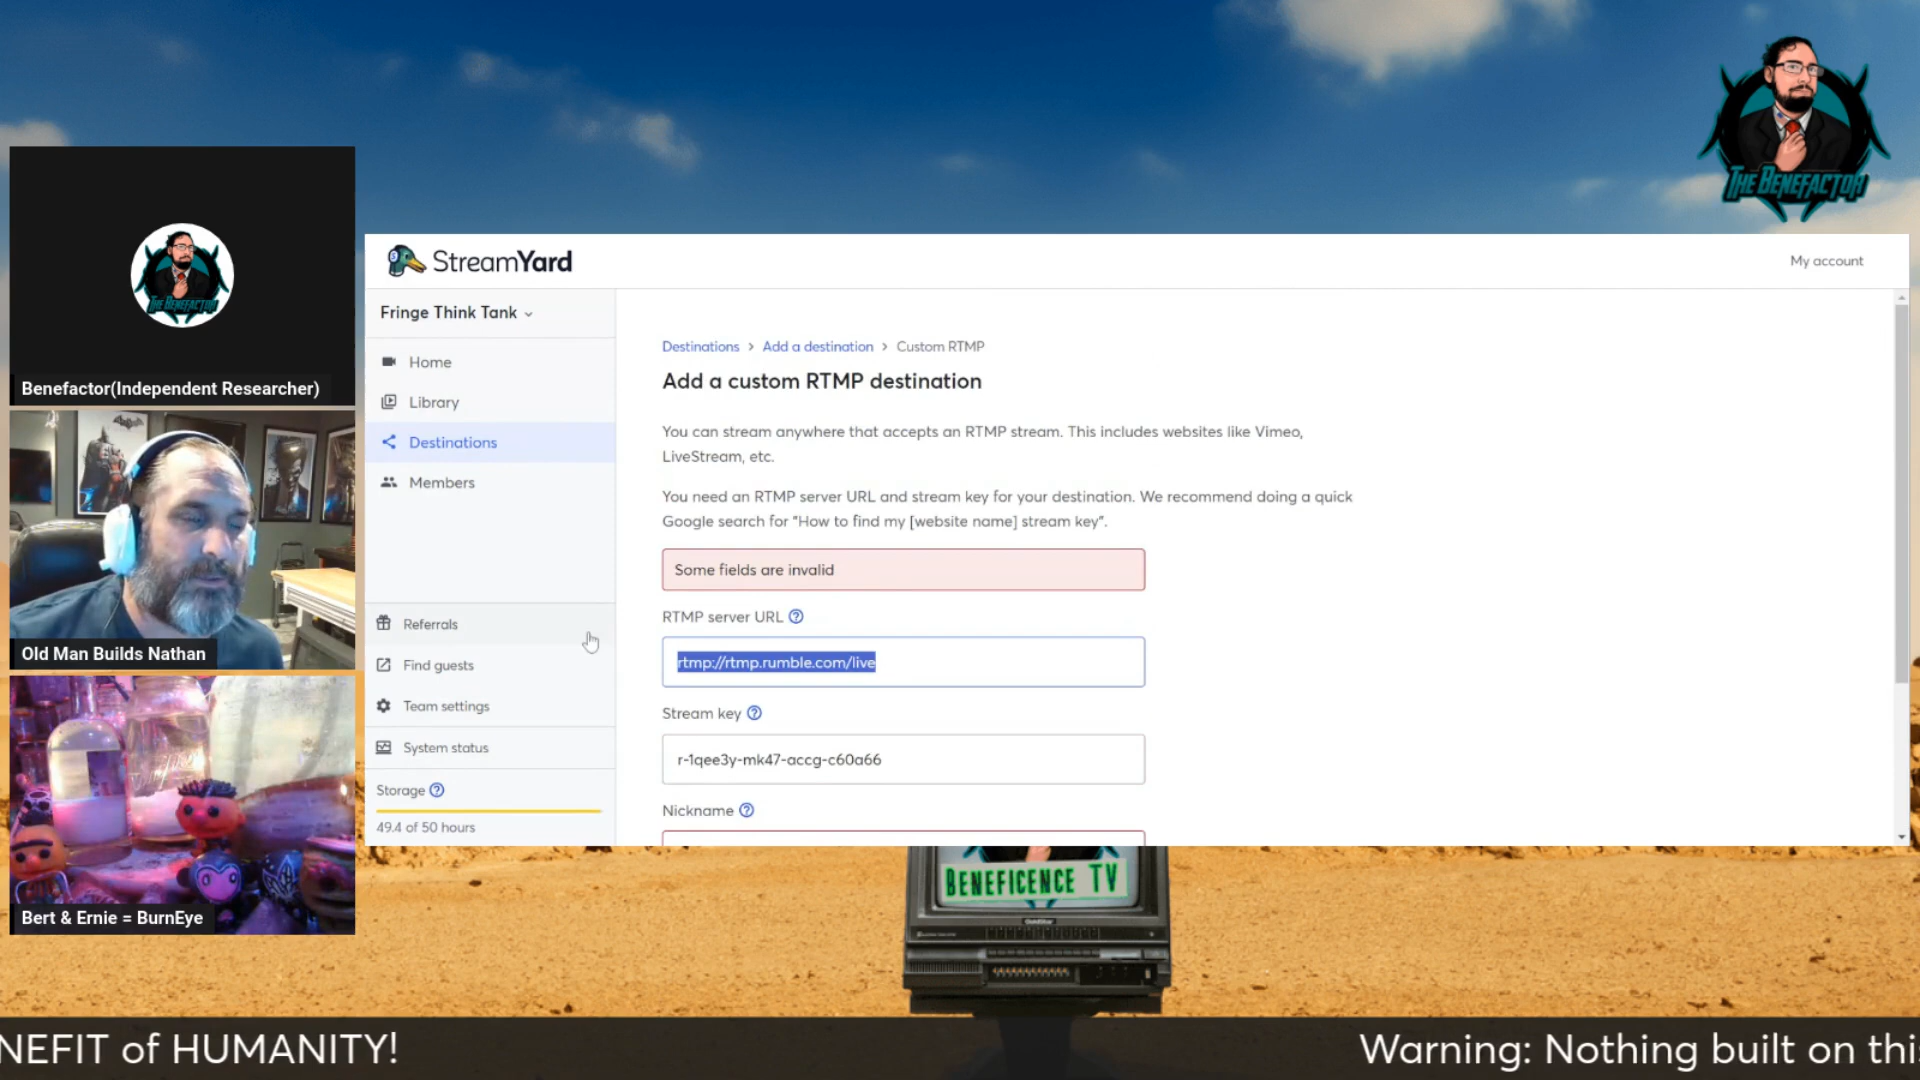 THE BENEFACTOR
THE BENEFACTOR
Benefactor(Independent Researcher)
Old Man Builds Nathan
Bert & Ernie = BurnEye
StreamYard
My account
Fringe Think Tank
Home
Library
Destinations
Members
Referrals
Find guests
Team settings
System status
Storage
49.4 of 50 hours
Destinations > Add a destination > Custom RTMP
Add a custom RTMP destination
You can stream anywhere that accepts an RTMP stream. This includes websites like Vimeo,
LiveStream, etc.
You need an RTMP server URL and stream key for your destination. We recommend doing a quick
Google search for "How to find my [website name] stream key".
Some fields are invalid
RTMP server URL
rtmp://rtmp.rumble.com/live
Stream key
r-1qee3y-mk47-accg-c60a66
Nickname
BENEFICENCE TV
GoldStar
NEFIT of HUMANITY!
Warning: Nothing built on this